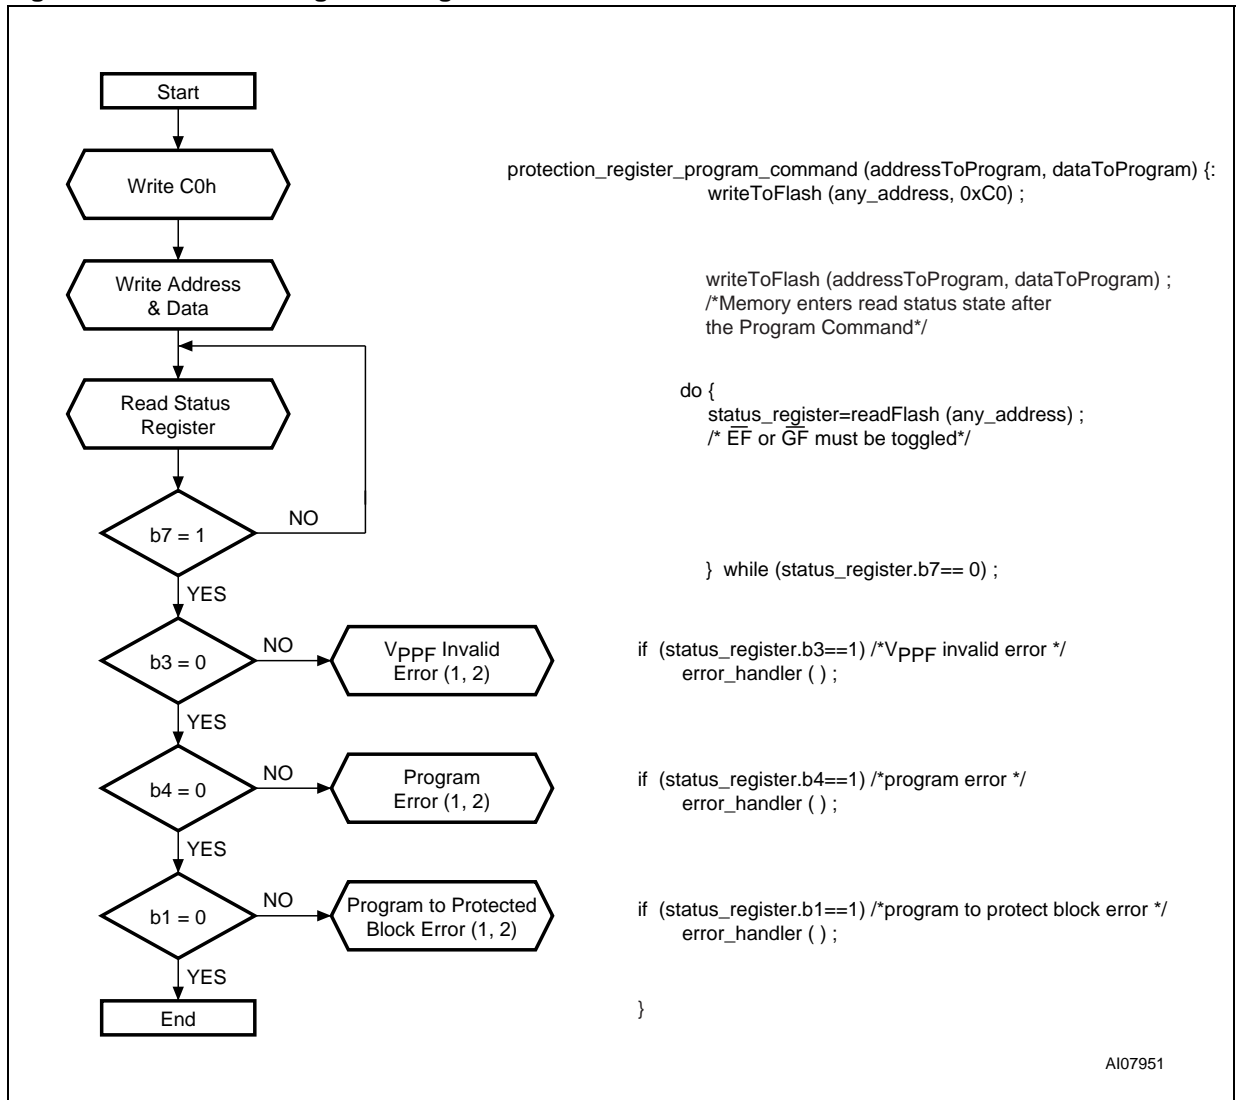 Start
Write C0h
protection_register_program_command (addressToProgram, dataToProgram) {:
writeToFlash (any_address, 0xC0) ;
Write Address
& Data
writeToFlash (addressToProgram, dataToProgram) ;
/*Memory enters read status state after
the Program Command*/
Read Status
Register
do {
status_register=readFlash (any_address) ;
/* E̅F̅ or G̅F̅ must be toggled*/
b7 = 1
NO
YES
} while (status_register.b7== 0) ;
b3 = 0
NO
YES
VPPF Invalid
Error (1, 2)
if (status_register.b3==1) /*VPPF invalid error */
error_handler ( ) ;
b4 = 0
NO
YES
Program
Error (1, 2)
if (status_register.b4==1) /*program error */
error_handler ( ) ;
b1 = 0
NO
YES
Program to Protected
Block Error (1, 2)
if (status_register.b1==1) /*program to protect block error */
error_handler ( ) ;
End
}
AI07951